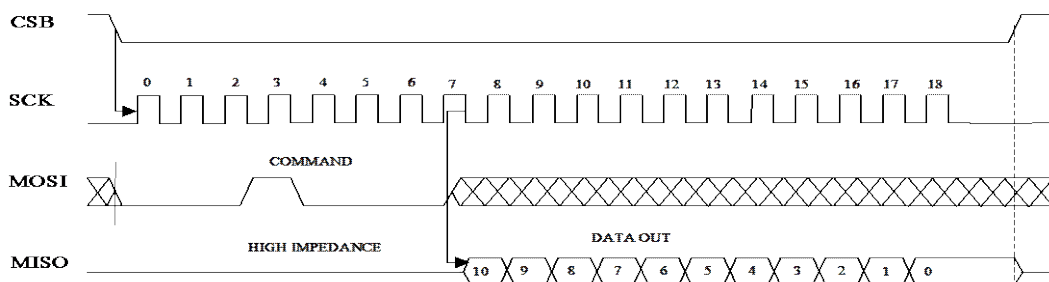 CSB
0 1 2 3 4 5 6 7 8 9 10 11 12 13 14 15 16 17 18
SCK
COMMAND
MOSI
HIGH IMPEDANCE DATA OUT
MISO
10 9 8 7 6 5 4 3 2 1 0